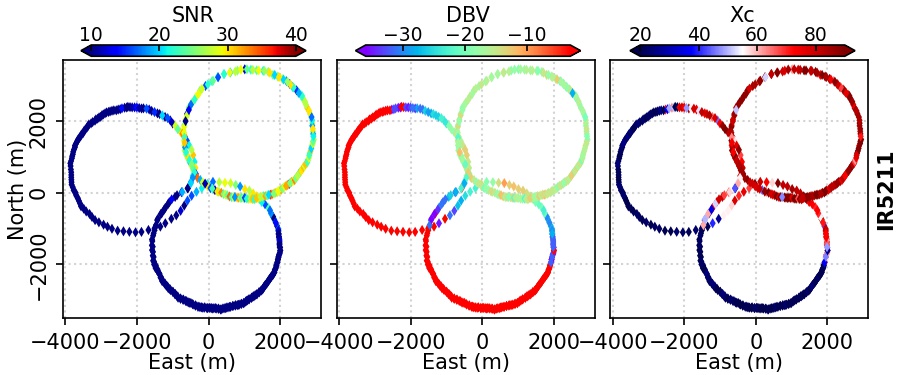 SNR DBV Xc
10 20 30 40 −30 −20 −10 20 40 60 80
North (m)
2000
0
−2000
IR5211
−4000 −2000 0 2000 −4000 −2000 0 2000 −4000 −2000 0 2000
East (m) East (m) East (m)